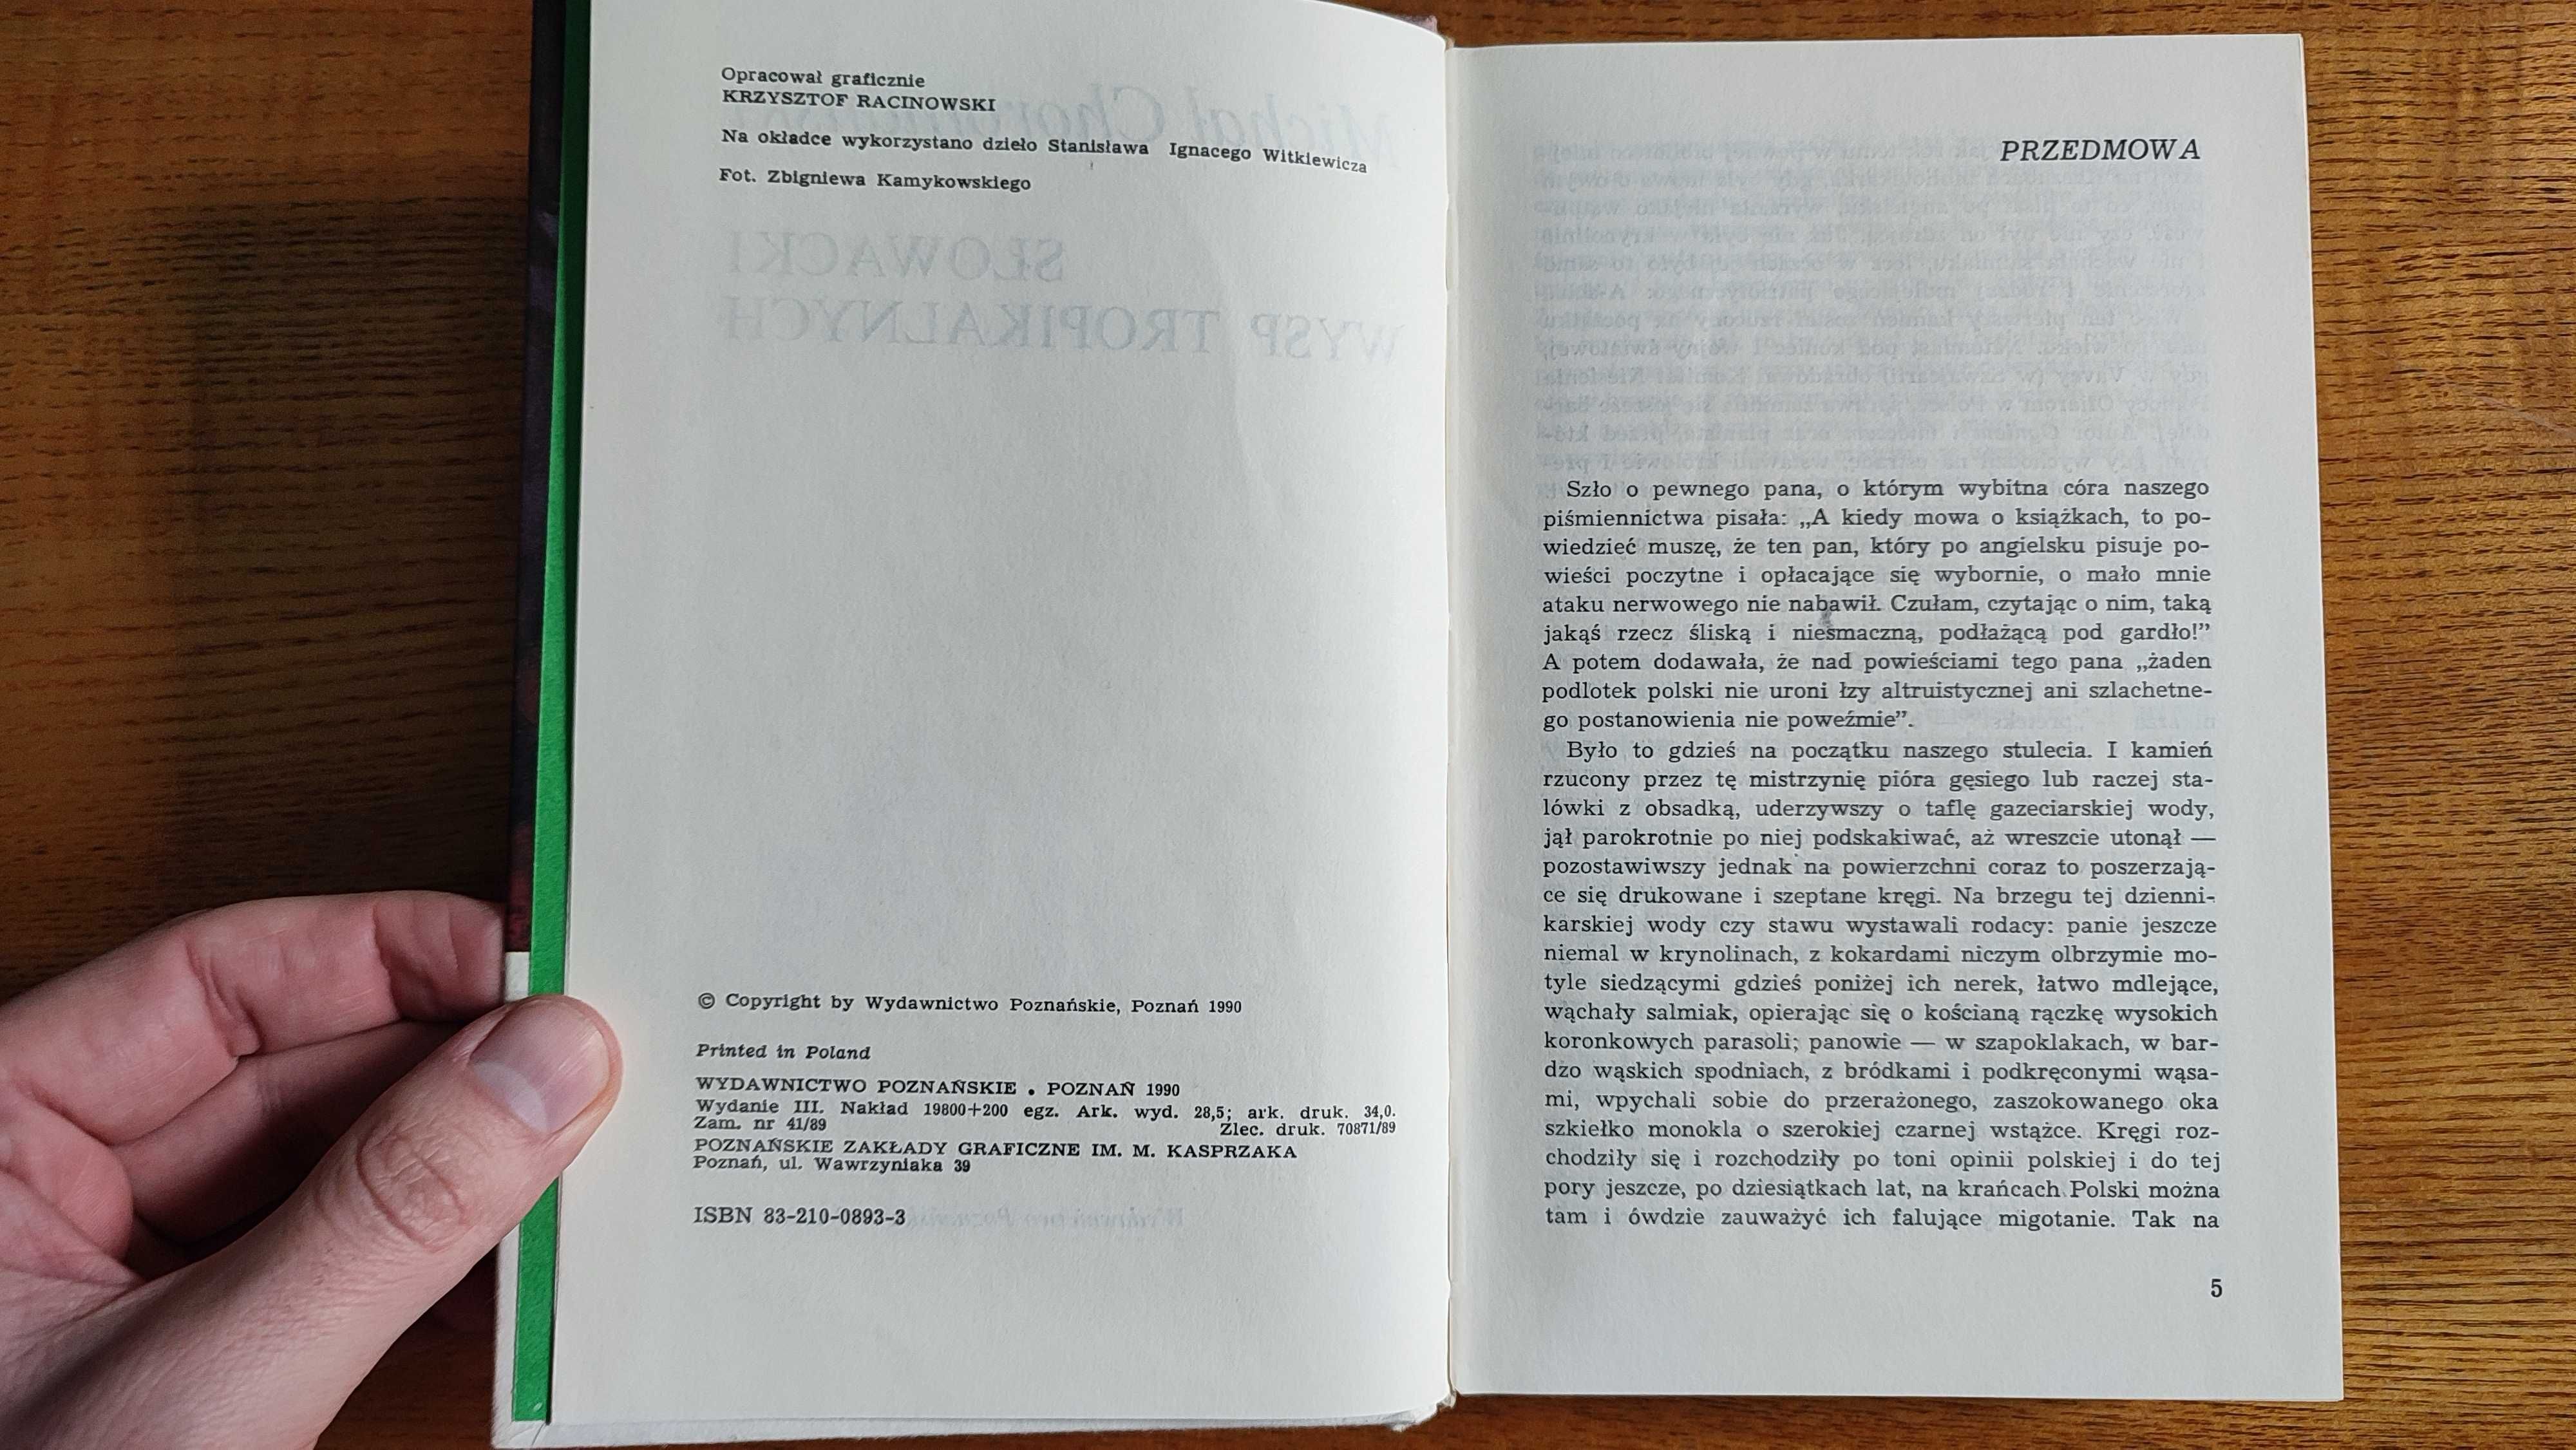 Opracował graficznie
KRZYSZTOF RACINOWSKI
Na okładce wykorzystano dzieło Stanisława Ignacego Witkiewicza
Fot. Zbigniewa Kamykowskiego
SŁOWACKI
WYSP TROPIKALNYCH
© Copyright by Wydawnictwo Poznańskie, Poznań 1990
Printed in Poland
WYDAWNICTWO POZNAŃSKIE • POZNAŃ 1990
Wydanie III. Nakład 19800+200 egz. Ark. wyd. 28,5; ark. druk. 34,0.
Zam. nr 41/89 Zlec. druk. 70871/89
POZNAŃSKIE ZAKŁADY GRAFICZNE IM. M. KASPRZAKA
Poznań, ul. Wawrzyniaka 39
ISBN 83-210-0893-3
PRZEDMOWA
Szło o pewnego pana, o którym wybitna córa naszego
piśmiennictwa pisała: „A kiedy mowa o książkach, to po-
wiedzieć muszę, że ten pan, który po angielsku pisuje po-
wieści poczytne i opłacające się wybornie, o mało mnie
ataku nerwowego nie nabawił. Czułam, czytając o nim, taką
jakąś rzecz śliską i niesmaczną, podłażącą pod gardło!”
A potem dodawała, że nad powieściami tego pana „żaden
podlotek polski nie uroni łzy altruistycznej ani szlachetne-
go postanowienia nie poweźmie”.
Było to gdzieś na początku naszego stulecia. I kamień
rzucony przez tę mistrzynię pióra gęsiego lub raczej sta-
lówki z obsadką, uderzywszy o taflę gazeciarskiej wody,
jął parokrotnie po niej podskakiwać, aż wreszcie utonął —
pozostawiwszy jednak na powierzchni coraz to poszerzają-
ce się drukowane i szeptane kręgi. Na brzegu tej dzienni-
karskiej wody czy stawu wystawali rodacy: panie jeszcze
niemal w krynolinach, z kokardami niczym olbrzymie mo-
tyle siedzącymi gdzieś poniżej ich nerek, łatwo mdlejące,
wąchały salmiak, opierając się o kościaną rączkę wysokich
koronkowych parasoli; panowie — w szapoklakach, w bar-
dzo wąskich spodniach, z bródkami i podkręconymi wąsa-
mi, wpychali sobie do przerażonego, zaszokowanego oka
szkiełko monokla o szerokiej czarnej wstążce. Kręgi roz-
chodziły się i rozchodziły po toni opinii polskiej i do tej
pory jeszcze, po dziesiątkach lat, na krańcach Polski można
tam i ówdzie zauważyć ich falujące migotanie. Tak na
5